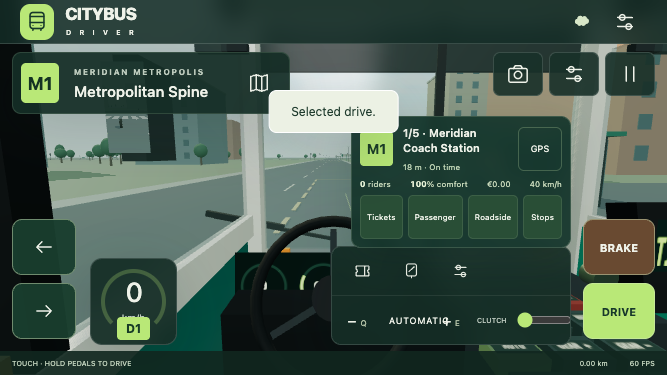 CITYBUS
DRIVER
M1
MERIDIAN METROPOLIS
Metropolitan Spine
Selected drive.
M1
1/5 · Meridian
Coach Station
18 m · On time
GPS
0 riders
100% comfort
€0.00
40 km/h
Tickets
Passenger
Roadside
Stops
BRAKE
DRIVE
0
D1
− Q
AUTOMATIC
+ E
CLUTCH
TOUCH · HOLD PEDALS TO DRIVE
0.00 km
60 FPS